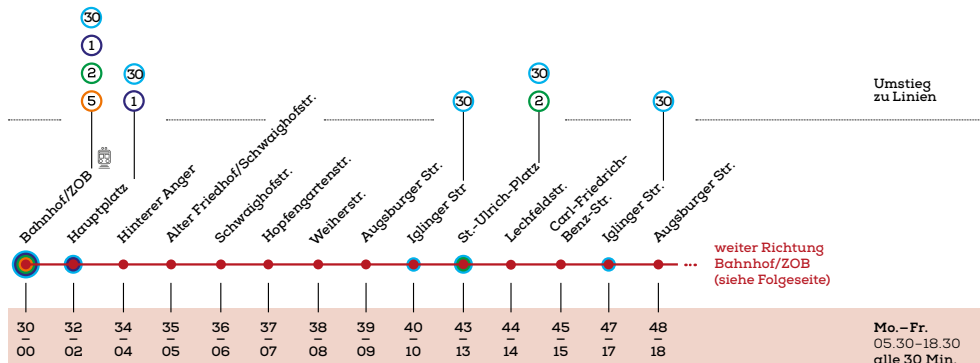 30
1
2
5
30
1
30
30
2
30
Umstieg
zu Linien
Bahnhof/ZOB
Hauptplatz
Hinterer Anger
Alter Friedhof/Schwaighofstr.
Schwaighofstr.
Hopfengartenstr.
Weiherstr.
Augsburger Str.
Iglinger Str
St.-Ulrich-Platz
Lechfeldstr.
Carl-Friedrich-
Benz-Str.
Iglinger Str.
Augsburger Str.
weiter Richtung
Bahnhof/ZOB
(siehe Folgeseite)
30 32 34 35 36 37 38 39 40 43 44 45 47 48
00 02 04 05 06 07 08 09 10 13 14 15 17 18
Mo.–Fr.
05.30–18.30
alle 30 Min.